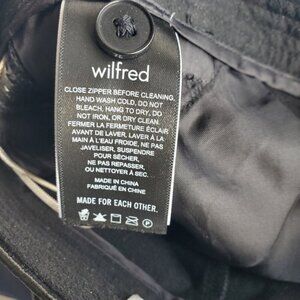 wilfred
CLOSE ZIPPER BEFORE CLEANING.
HAND WASH COLD, DO NOT
BLEACH, HANG TO DRY, DO
NOT IRON, OR DRY CLEAN.
FERMER LA FERMETURE ÉCLAIR
AVANT DE LAVER. LAVER À LA
MAIN À L'EAU FROIDE, NE PAS
JAVELISER, SUSPENDRE
POUR SÉCHER,
NE PAS REPASSER,
OU NETTOYER À SEC.
MADE IN CHINA
FABRIQUÉ EN CHINE
MADE FOR EACH OTHER.